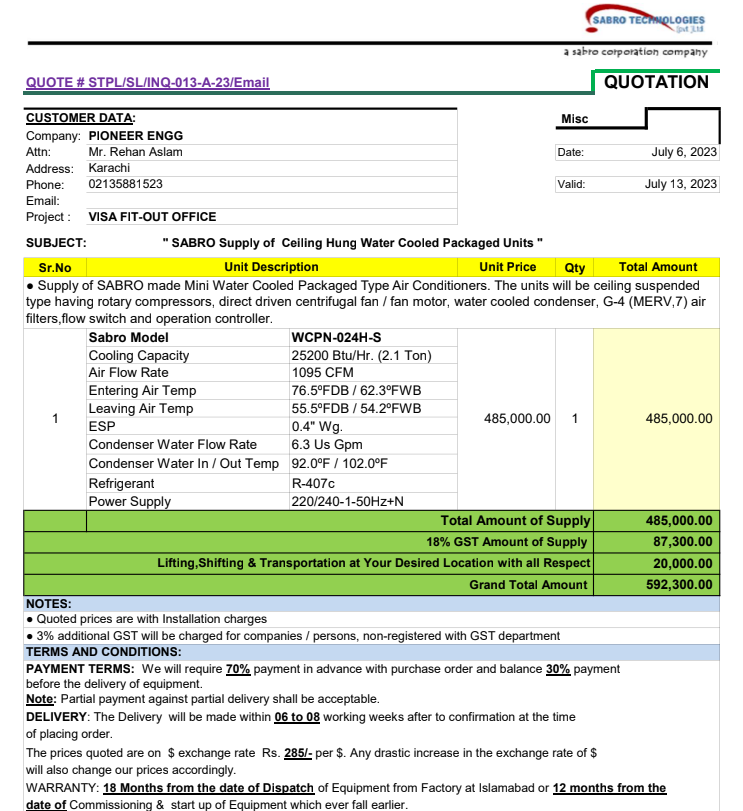 SABRO TECHNOLOGIES
(pvt.)Ltd
a sabro corporation company
QUOTE # STPL/SL/INQ-013-A-23/Email
QUOTATION
CUSTOMER DATA:
Misc
Company: PIONEER ENGG
Attn: Mr. Rehan Aslam
Date: July 6, 2023
Address: Karachi
Phone: 02135881523
Valid: July 13, 2023
Email:
Project : VISA FIT-OUT OFFICE
SUBJECT: " SABRO Supply of Ceiling Hung Water Cooled Packaged Units "
Sr.No Unit Description Unit Price Qty Total Amount
● Supply of SABRO made Mini Water Cooled Packaged Type Air Conditioners. The units will be ceiling suspended
type having rotary compressors, direct driven centrifugal fan / fan motor, water cooled condenser, G-4 (MERV,7) air
filters,flow switch and operation controller.
Sabro Model WCPN-024H-S
Cooling Capacity 25200 Btu/Hr. (2.1 Ton)
Air Flow Rate 1095 CFM
Entering Air Temp 76.5ºFDB / 62.3ºFWB
Leaving Air Temp 55.5ºFDB / 54.2ºFWB
1 ESP 0.4" Wg. 485,000.00 1 485,000.00
Condenser Water Flow Rate 6.3 Us Gpm
Condenser Water In / Out Temp 92.0ºF / 102.0ºF
Refrigerant R-407c
Power Supply 220/240-1-50Hz+N
Total Amount of Supply 485,000.00
18% GST Amount of Supply 87,300.00
Lifting,Shifting & Transportation at Your Desired Location with all Respect 20,000.00
Grand Total Amount 592,300.00
NOTES:
● Quoted prices are with Installation charges
● 3% additional GST will be charged for companies / persons, non-registered with GST department
TERMS AND CONDITIONS:
PAYMENT TERMS: We will require 70% payment in advance with purchase order and balance 30% payment
before the delivery of equipment.
Note: Partial payment against partial delivery shall be acceptable.
DELIVERY: The Delivery will be made within 06 to 08 working weeks after to confirmation at the time
of placing order.
The prices quoted are on $ exchange rate Rs. 285/- per $. Any drastic increase in the exchange rate of $
will also change our prices accordingly.
WARRANTY: 18 Months from the date of Dispatch of Equipment from Factory at Islamabad or 12 months from the
date of Commissioning & start up of Equipment which ever fall earlier.